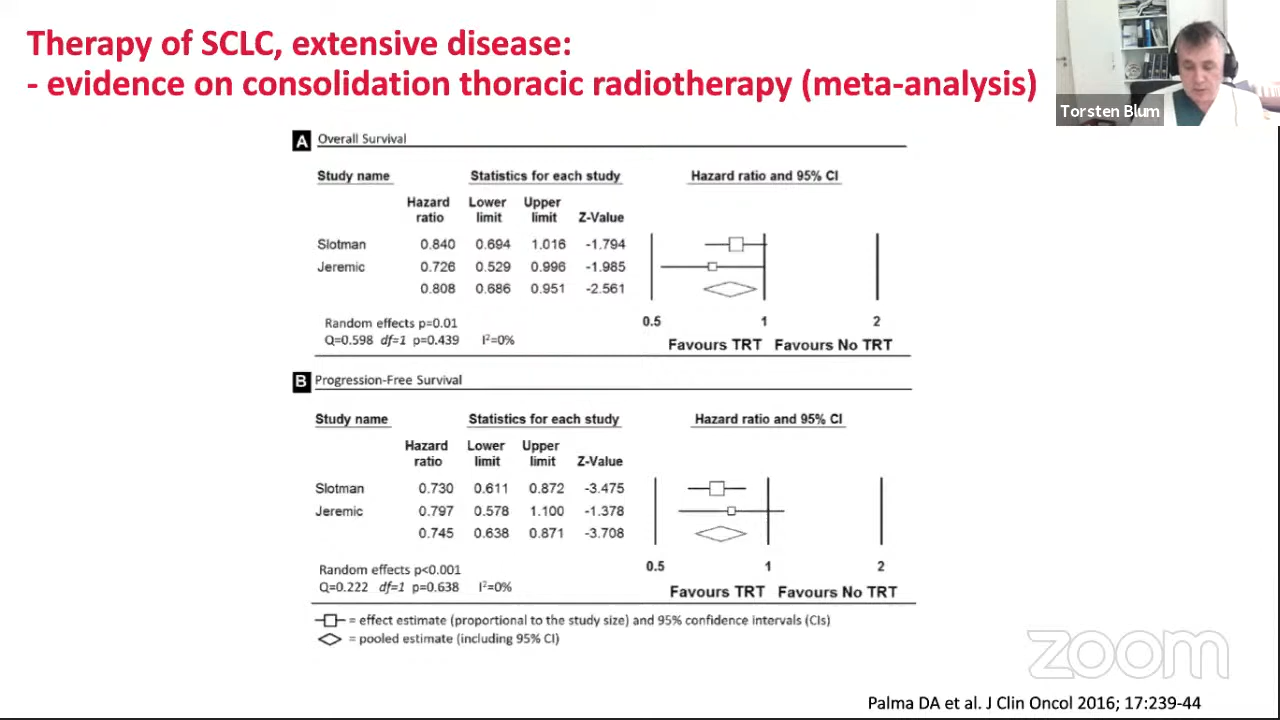 Therapy of SCLC, extensive disease:
- evidence on consolidation thoracic radiotherapy (meta-analysis)
Torsten Blum
A Overall Survival
Study name Statistics for each study Hazard ratio and 95% CI
Hazard ratio Lower limit Upper limit Z-Value
Slotman 0.840 0.694 1.016 -1.794
Jeremic 0.726 0.529 0.996 -1.985
0.808 0.686 0.951 -2.561
0.5 1 2
Random effects p=0.01
Q=0.598 df=1 p=0.439 I²=0%
Favours TRT Favours No TRT
B Progression-Free Survival
Study name Statistics for each study Hazard ratio and 95% CI
Hazard ratio Lower limit Upper limit Z-Value
Slotman 0.730 0.611 0.872 -3.475
Jeremic 0.797 0.578 1.100 -1.378
0.745 0.638 0.871 -3.708
0.5 1 2
Random effects p<0.001
Q=0.222 df=1 p=0.638 I²=0%
Favours TRT Favours No TRT
= effect estimate (proportional to the study size) and 95% confidence intervals (CIs)
= pooled estimate (including 95% CI)
zoom
Palma DA et al. J Clin Oncol 2016; 17:239-44